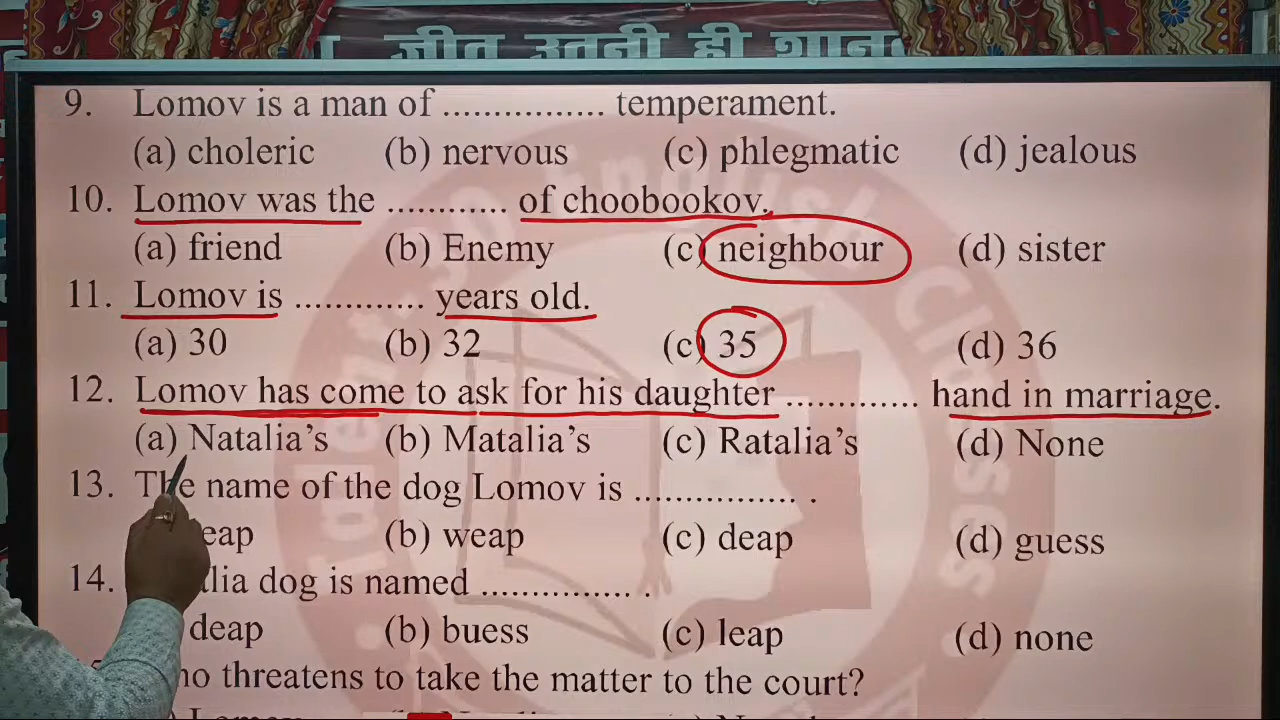 जीत उतनी ही शान
9. Lomov is a man of ................ temperament.
(a) choleric (b) nervous (c) phlegmatic (d) jealous
10. Lomov was the ............ of choobookov.
(a) friend (b) Enemy (c) neighbour (d) sister
11. Lomov is ............. years old.
(a) 30 (b) 32 (c) 35 (d) 36
12. Lomov has come to ask for his daughter ............. hand in marriage.
(a) Natalia’s (b) Matalia’s (c) Ratalia’s (d) None
13. The name of the dog Lomov is ................ .
eap (b) weap (c) deap (d) guess
14. lia dog is named ............... .
deap (b) buess (c) leap (d) none
ho threatens to take the matter to the court?
English Classes